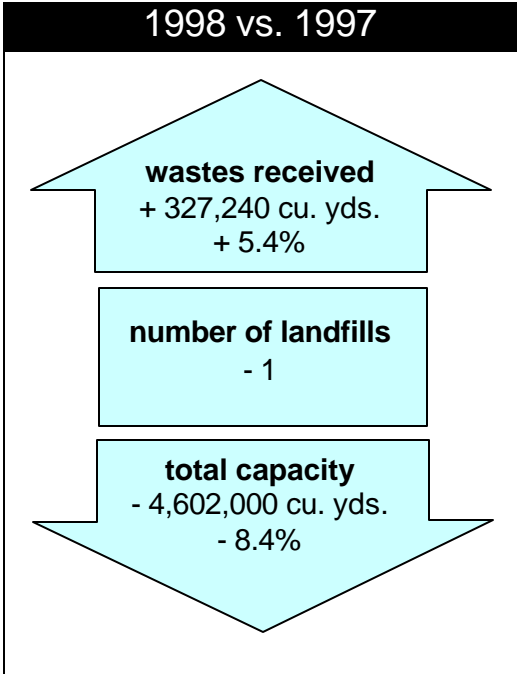 1998 vs. 1997
wastes received
+ 327,240 cu. yds.
+ 5.4%
number of landfills
- 1
total capacity
- 4,602,000 cu. yds.
- 8.4%